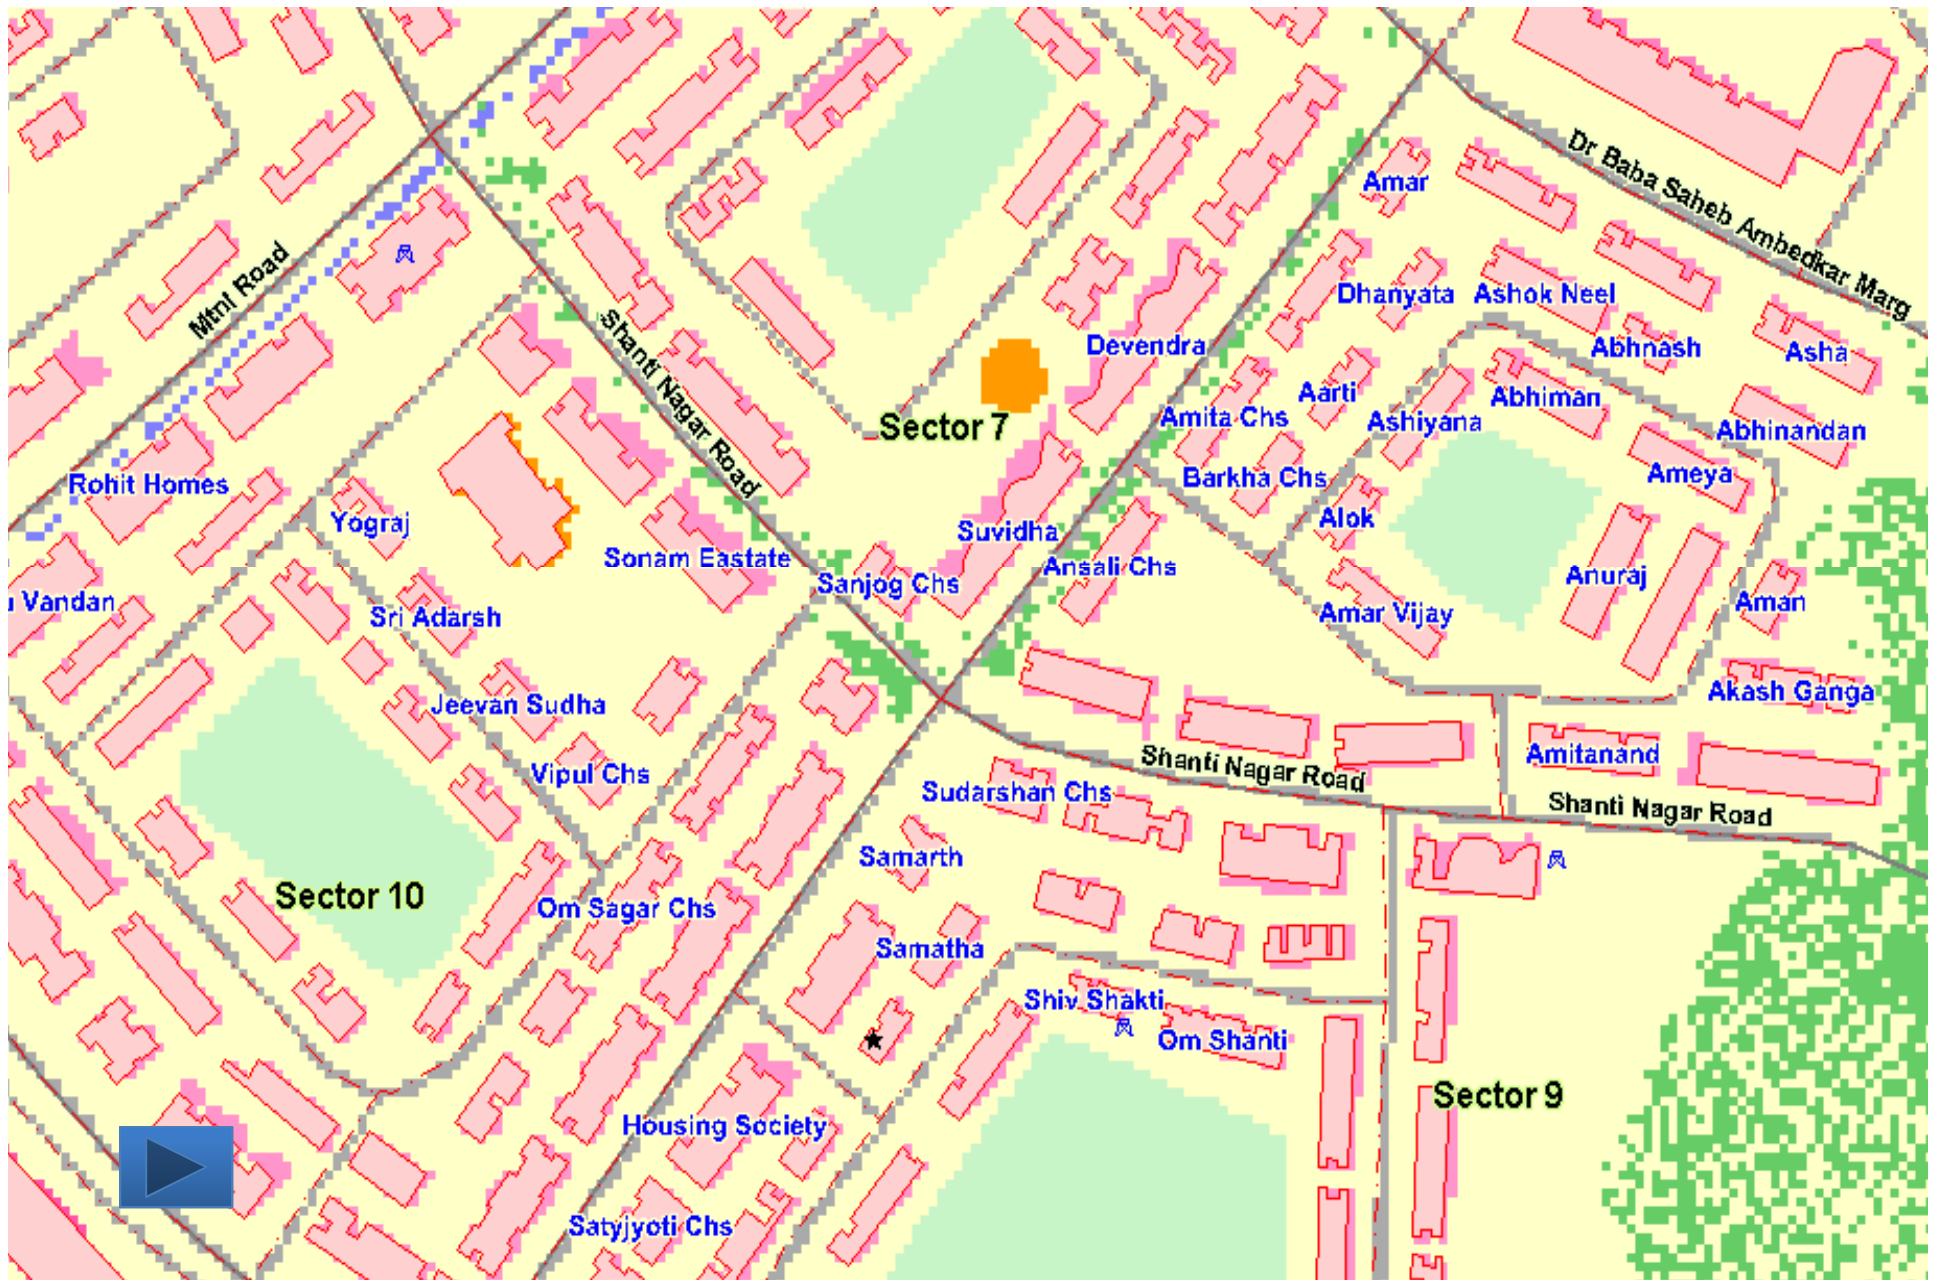 Dr Baba Saheb Ambedkar Marg
Amar
Mtnl Road
Dhanyata
Ashok Neel
Shanti Nagar Road
Devendra
Abhnash
Asha
Aarti
Abhiman
Amita Chs
Ashiyana
Sector 7
Abhinandan
Ameya
Barkha Chs
Rohit Homes
Yograj
Alok
Suvidha
Sonam Eastate
Ansali Chs
Sanjog Chs
Anuraj
u Vandan
Aman
Sri Adarsh
Amar Vijay
Akash Ganga
Jeevan Sudha
Amitanand
Shanti Nagar Road
Vipul Chs
Sudarshan Chs
Shanti Nagar Road
Samarth
Sector 10
Om Sagar Chs
Samatha
Shiv Shakti
Om Shanti
Sector 9
Housing Society
Satyjyoti Chs